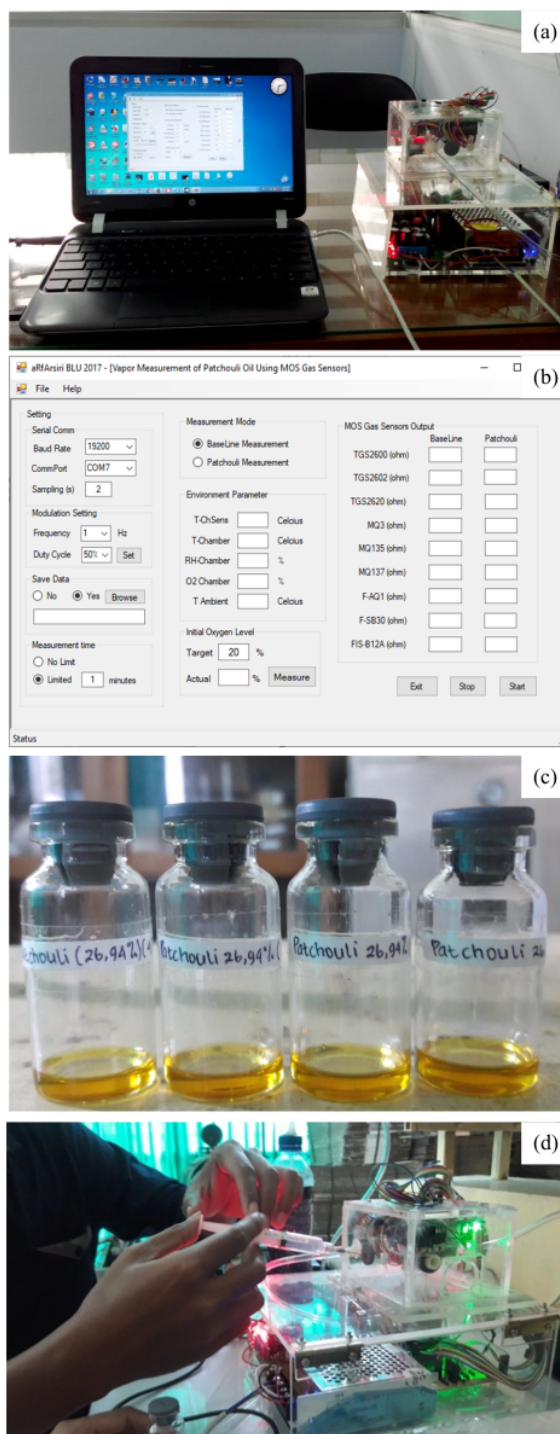 (a)
hp
(b)
aRfArsiri BLU 2017 - [Vapor Measurement of Patchouli Oil Using MOS Gas Sensors]
File Help
Setting
Serial Comm
Baud Rate 19200
CommPort COM7
Sampling (s) 2
Modulation Setting
Frequency 1 Hz
Duty Cycle 50% Set
Save Data
No Yes Browse
Measurement time
No Limit
Limited 1 minutes
Measurement Mode
BaseLine Measurement
Patchouli Measurement
Environment Parameter
T-ChSens Celcius
T-Chamber Celcius
RH-Chamber %
O2 Chamber %
T Ambient Celcius
Initial Oxygen Level
Target 20 %
Actual % Measure
MOS Gas Sensors Output
BaseLine Patchouli
TGS2600 (ohm)
TGS2602 (ohm)
TGS2620 (ohm)
MQ3 (ohm)
MQ135 (ohm)
MQ137 (ohm)
F-AQ1 (ohm)
F-SB30 (ohm)
FIS-B12A (ohm)
Exit Stop Start
Status
(c)
tchouli (26,94%)
Patchouli 26,94% (
Patchouli 26,94%
Patchouli 26
(d)